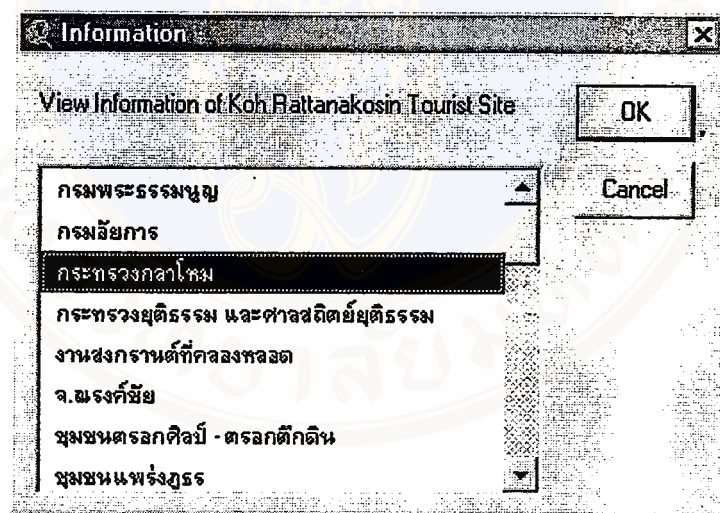 Information
View Information of Koh Rattanakosin Tourist Site
OK
Cancel
กรมพระธรรมนูญ
กรมอัยการ
กระทรวงกลาโหม
กระทรวงยุติธรรม และศาลสถิตย์ยุติธรรม
งานสงกรานต์ที่คลองหลอด
จ.ณรงค์ชัย
ชุมชนตรอกศิลป์ - ตรอกตึกดิน
ชุมชนแพร่งภูธร